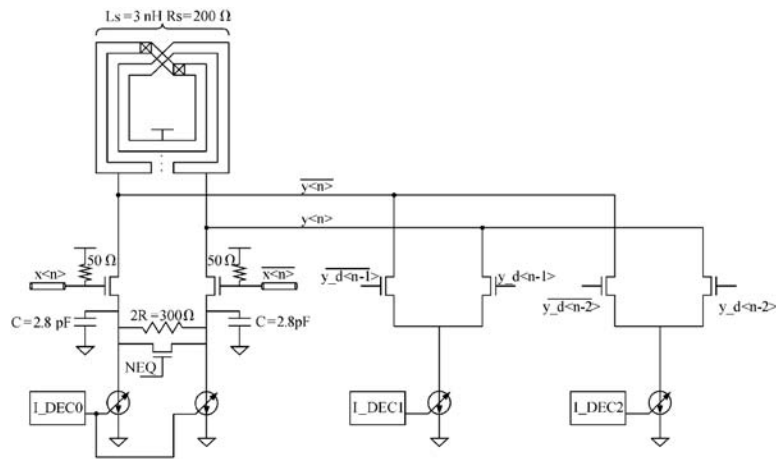 Ls=3 nH Rs=200 Ω
y<n>
y<n>
50 Ω
50 Ω
x<n>
x<n>
y_d<n-1>
y_d<n-1>
y_d<n-2>
y_d<n-2>
C=2.8 pF
2R=300Ω
C=2.8pF
NEQ
I_DEC0
I_DEC1
I_DEC2